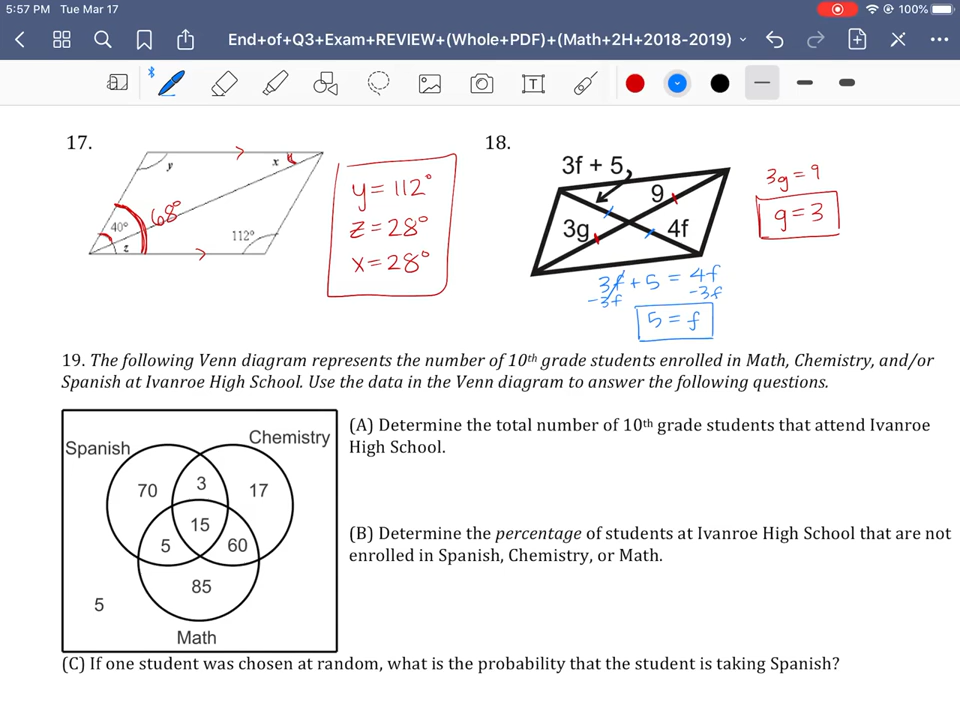 5:57 PM Tue Mar 17
100%
End+of+Q3+Exam+REVIEW+(Whole+PDF)+(Math+2H+2018-2019)
T
17.
y
x
40°
z
112°
68°
y = 112°
z = 28°
x = 28°
18.
3f + 5
9
3g
4f
3g = 9
g = 3
3f + 5 = 4f
-3f -3f
5 = f
19. The following Venn diagram represents the number of 10th grade students enrolled in Math, Chemistry, and/or
Spanish at Ivanroe High School. Use the data in the Venn diagram to answer the following questions.
Spanish
Chemistry
70
3
17
15
5
60
85
5
Math
(A) Determine the total number of 10th grade students that attend Ivanroe
High School.
(B) Determine the percentage of students at Ivanroe High School that are not
enrolled in Spanish, Chemistry, or Math.
(C) If one student was chosen at random, what is the probability that the student is taking Spanish?